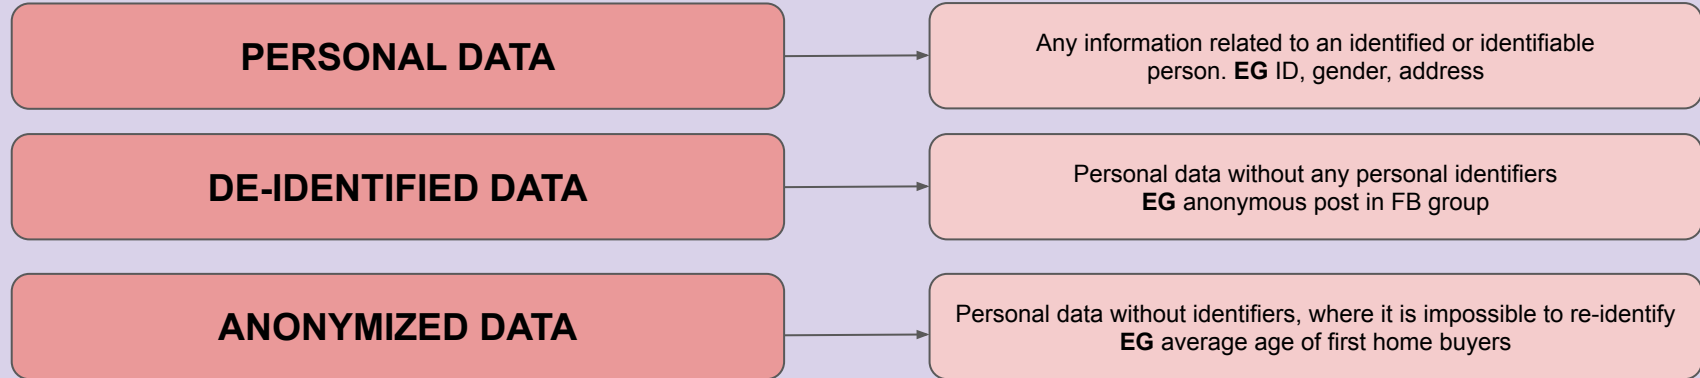 PERSONAL DATA
Any information related to an identified or identifiable
person. EG ID, gender, address
DE-IDENTIFIED DATA
Personal data without any personal identifiers
EG anonymous post in FB group
ANONYMIZED DATA
Personal data without identifiers, where it is impossible to re-identify
EG average age of first home buyers